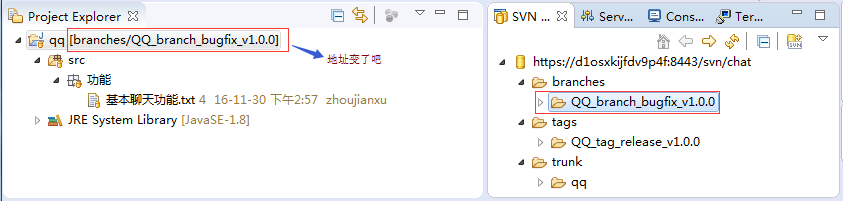 Project Explorer
qq [branches/QQ_branch_bugfix_v1.0.0]
地址变了吧
src
功能
基本聊天功能.txt 4 16-11-30 下午2:57 zhoujianxu
JRE System Library [JavaSE-1.8]
SVN ...
Serv...
Cons...
Ter...
SVN
https://d1osxkijfdv9p4f:8443/svn/chat
branches
QQ_branch_bugfix_v1.0.0
tags
QQ_tag_release_v1.0.0
trunk
qq